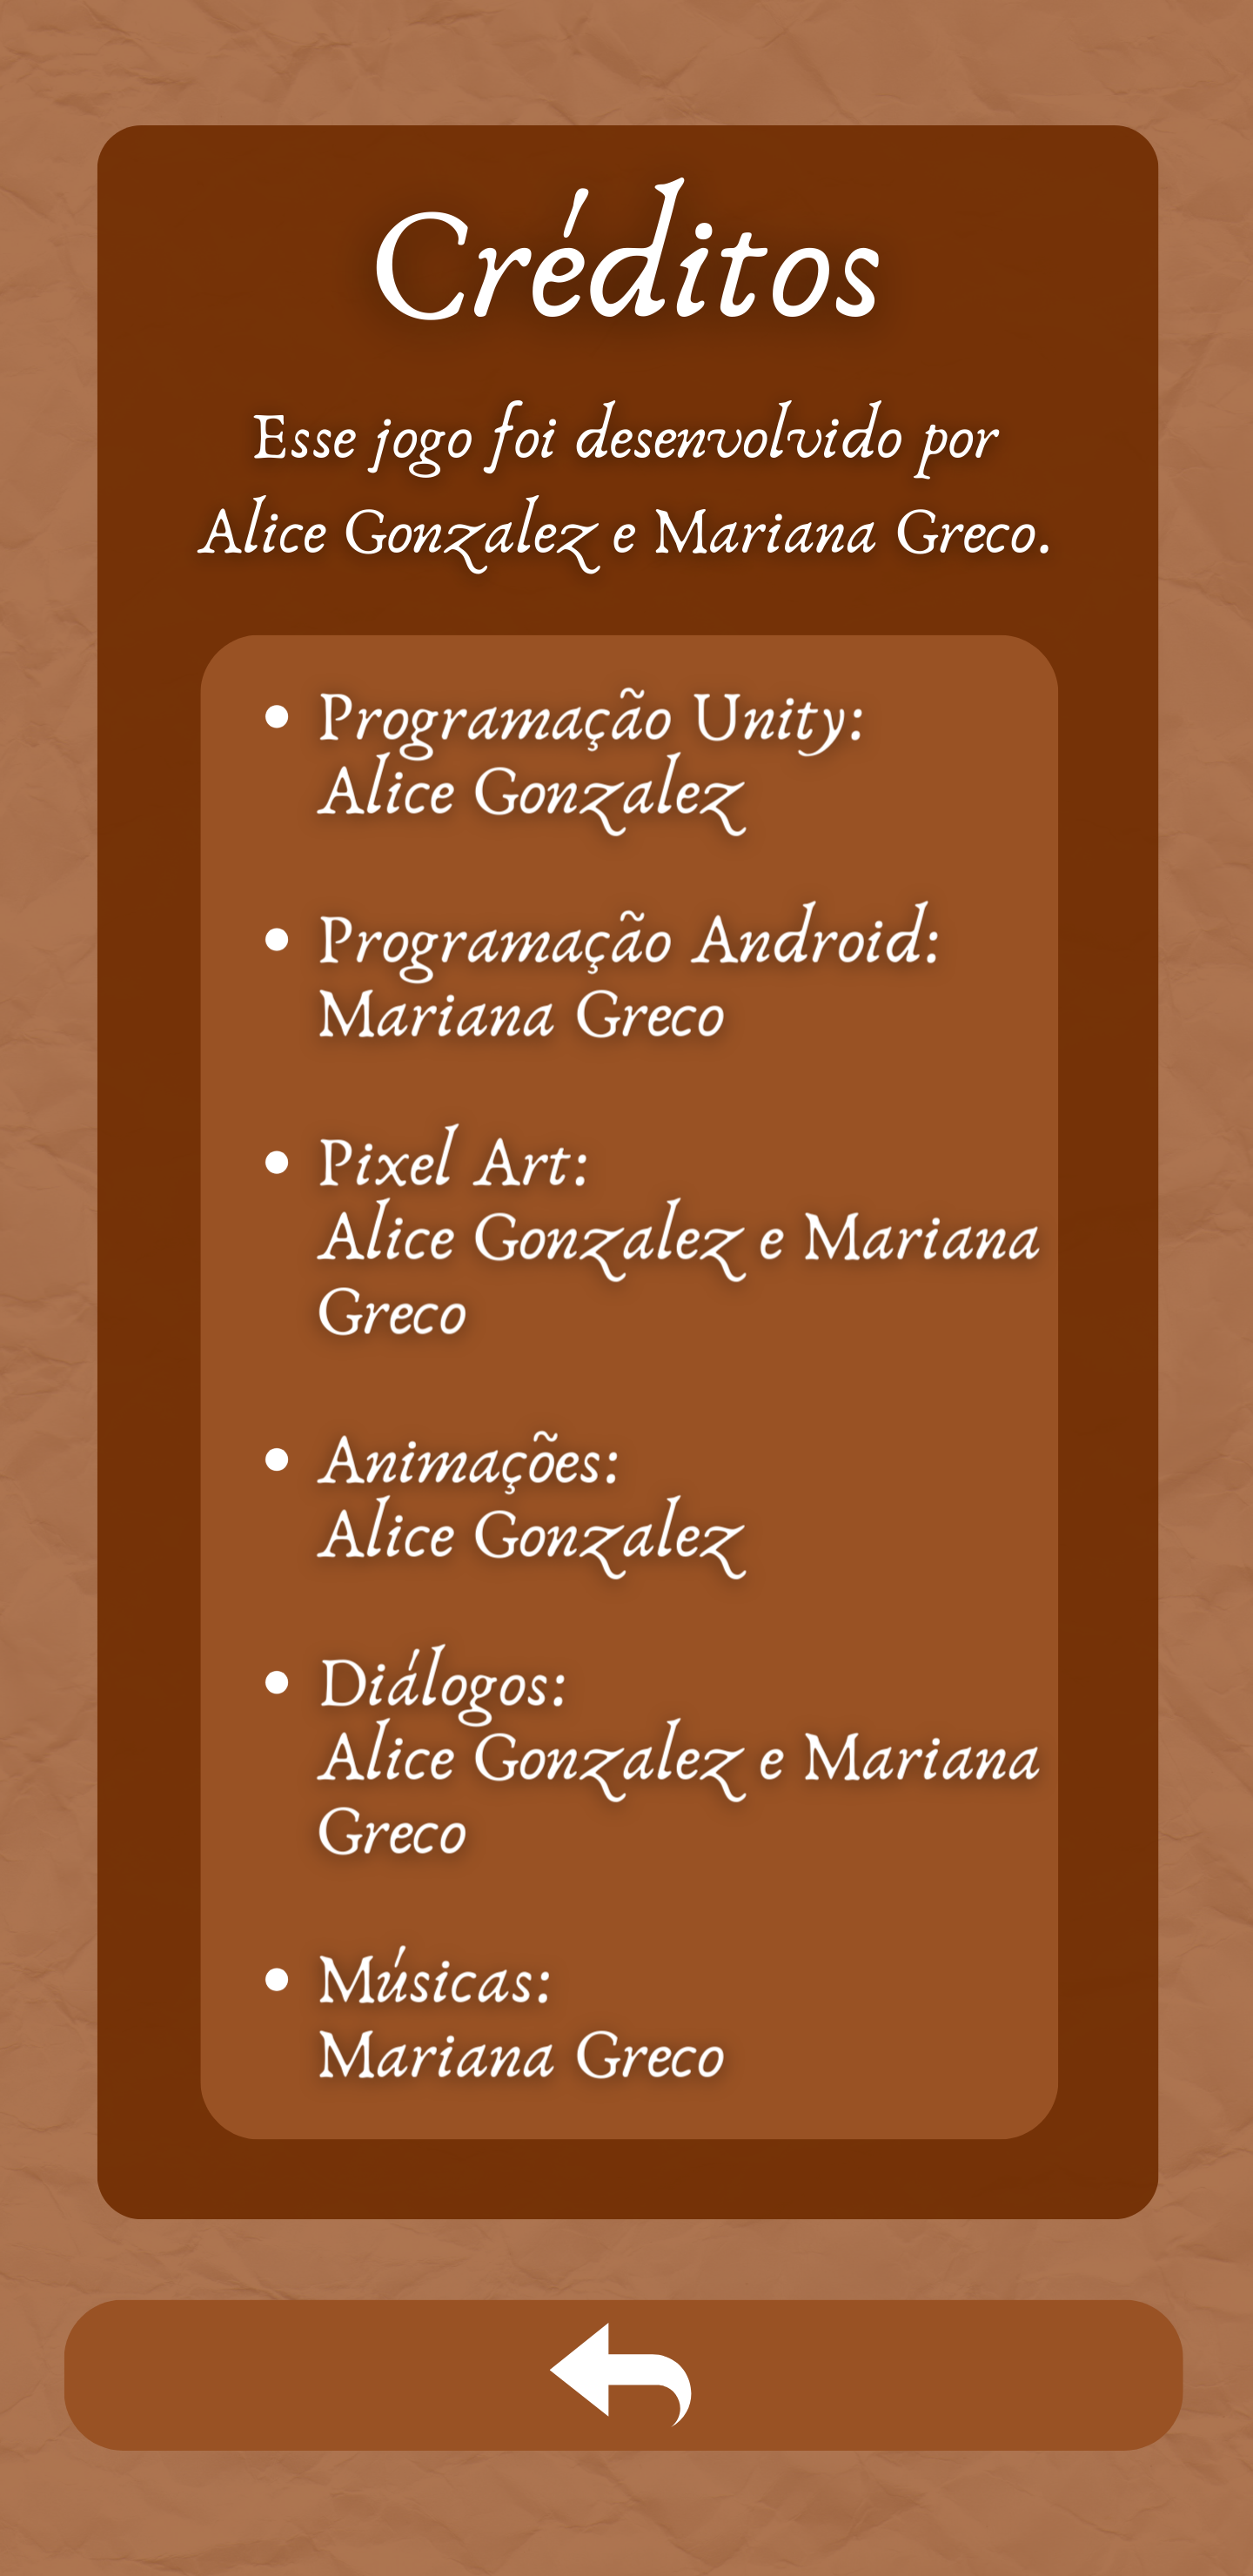 Créditos
Esse jogo foi desenvolvido por
Alice Gonzalez e Mariana Greco.
• Programação Unity:
Alice Gonzalez
• Programação Android:
Mariana Greco
• Pixel Art:
Alice Gonzalez e Mariana
Greco
• Animações:
Alice Gonzalez
• Diálogos:
Alice Gonzalez e Mariana
Greco
• Músicas:
Mariana Greco